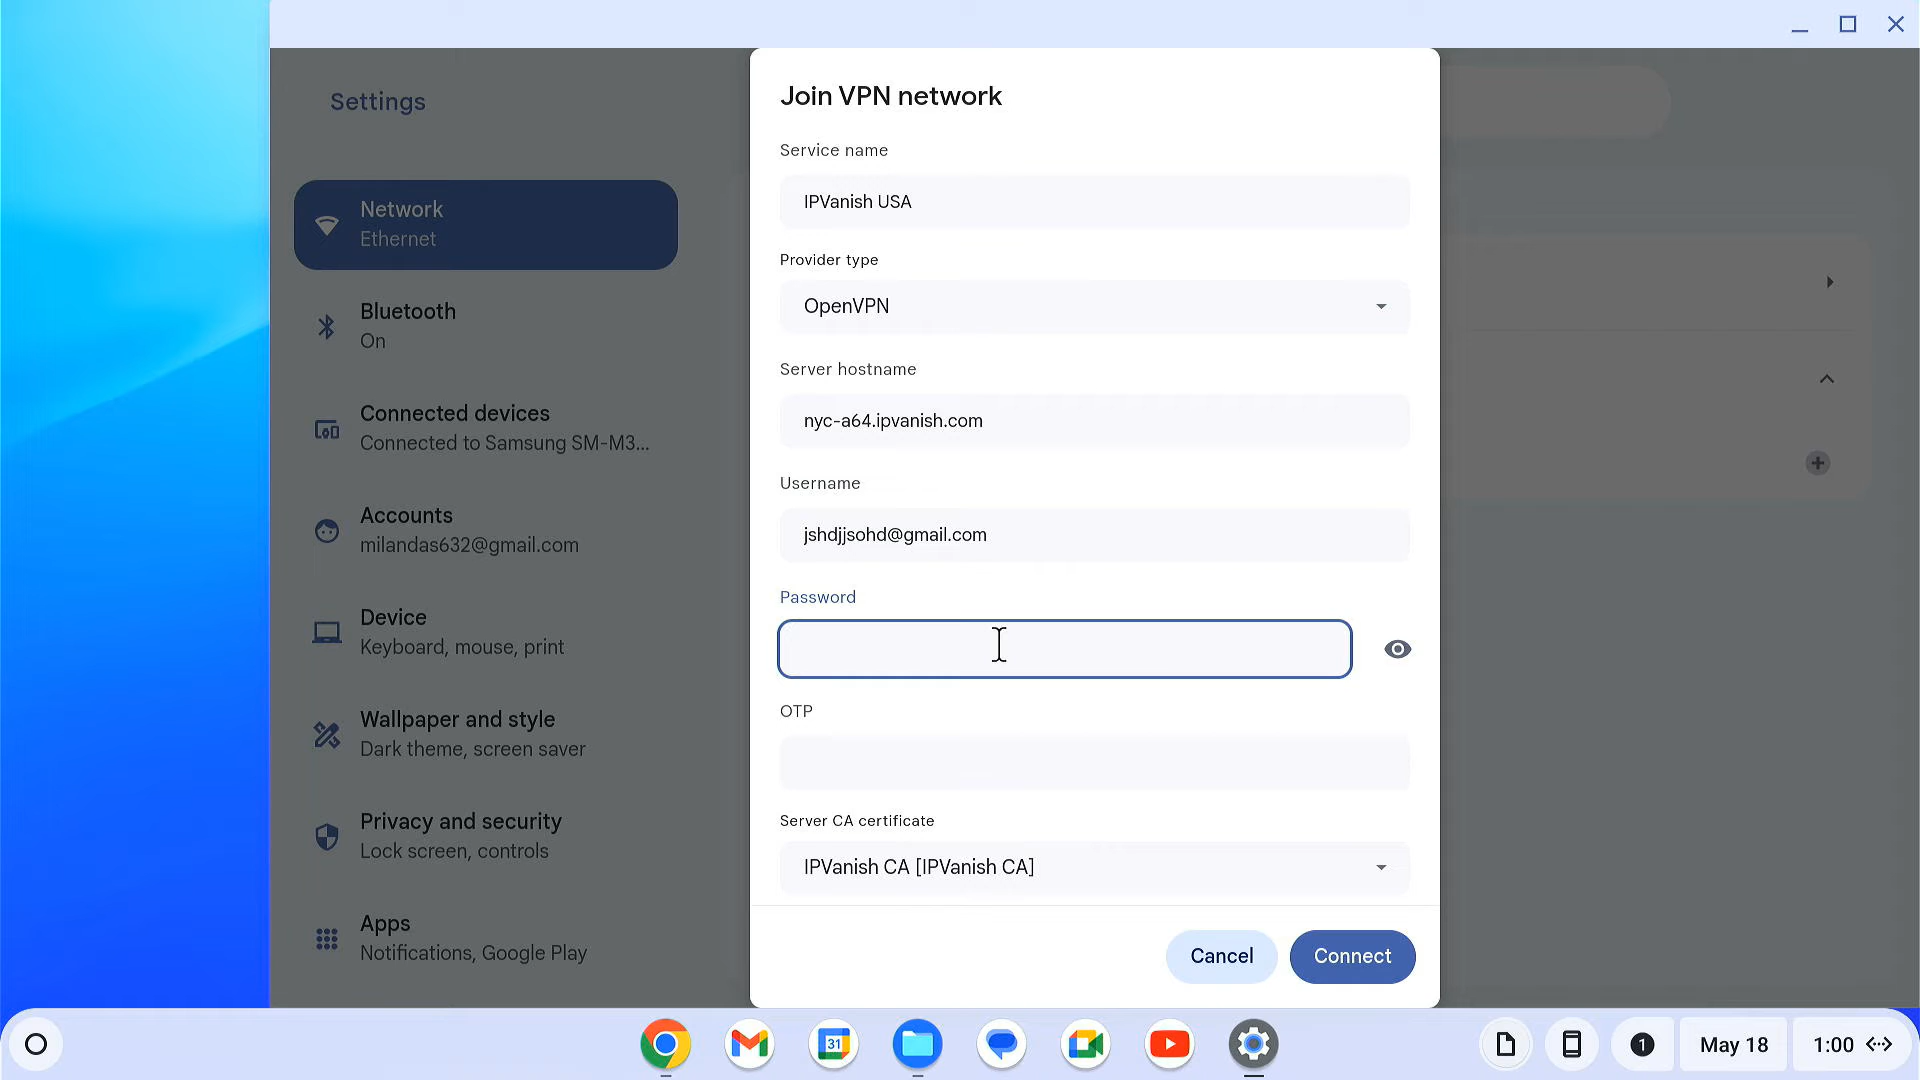 Settings
Network
Ethernet
Bluetooth
On
Connected devices
Connected to Samsung SM-M3...
Accounts
milandas632@gmail.com
Device
Keyboard, mouse, print
Wallpaper and style
Dark theme, screen saver
Privacy and security
Lock screen, controls
Apps
Notifications, Google Play
Join VPN network
Service name
IPVanish USA
Provider type
OpenVPN
Server hostname
nyc-a64.ipvanish.com
Username
jshdjjsohd@gmail.com
Password
OTP
Server CA certificate
IPVanish CA [IPVanish CA]
Cancel
Connect
31
1
May 18
1:00